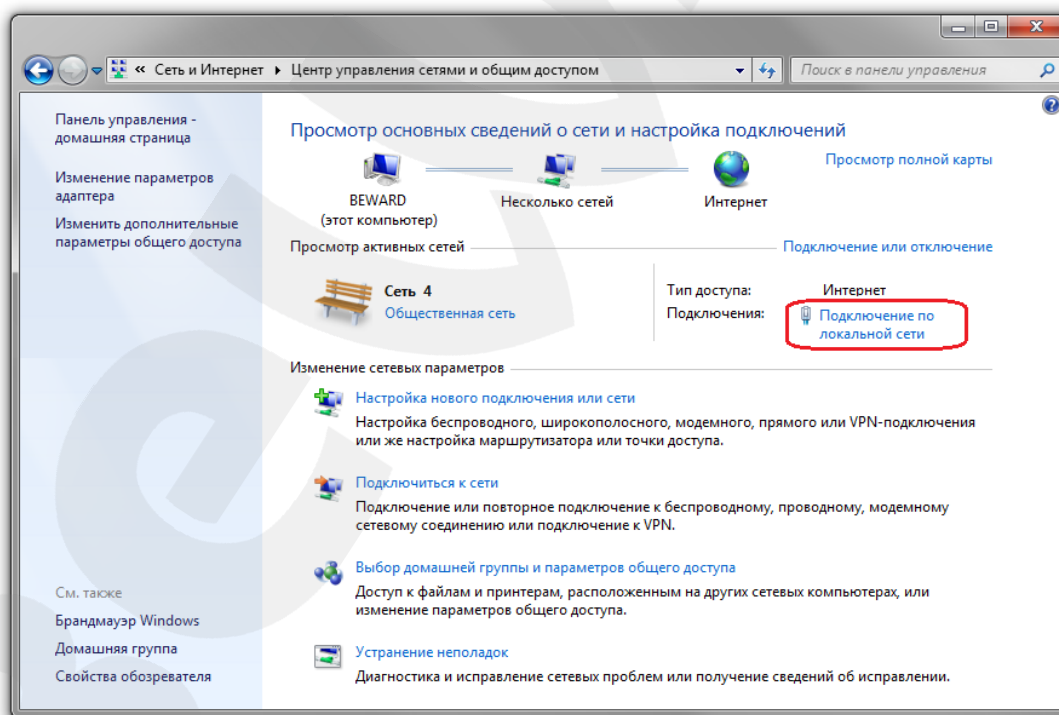 « Сеть и Интернет ▸ Центр управления сетями и общим доступом
Поиск в панели управления
Панель управления -
домашняя страница
Изменение параметров
адаптера
Изменить дополнительные
параметры общего доступа
Просмотр основных сведений о сети и настройка подключений
Просмотр полной карты
BEWARD
(этот компьютер)
Несколько сетей
Интернет
Просмотр активных сетей
Подключение или отключение
Сеть 4
Общественная сеть
Тип доступа: Интернет
Подключения: Подключение по
локальной сети
Изменение сетевых параметров
Настройка нового подключения или сети
Настройка беспроводного, широкополосного, модемного, прямого или VPN-подключения
или же настройка маршрутизатора или точки доступа.
Подключиться к сети
Подключение или повторное подключение к беспроводному, проводному, модемному
сетевому соединению или подключение к VPN.
Выбор домашней группы и параметров общего доступа
Доступ к файлам и принтерам, расположенным на других сетевых компьютерах, или
изменение параметров общего доступа.
Устранение неполадок
Диагностика и исправление сетевых проблем или получение сведений об исправлении.
См. также
Брандмауэр Windows
Домашняя группа
Свойства обозревателя